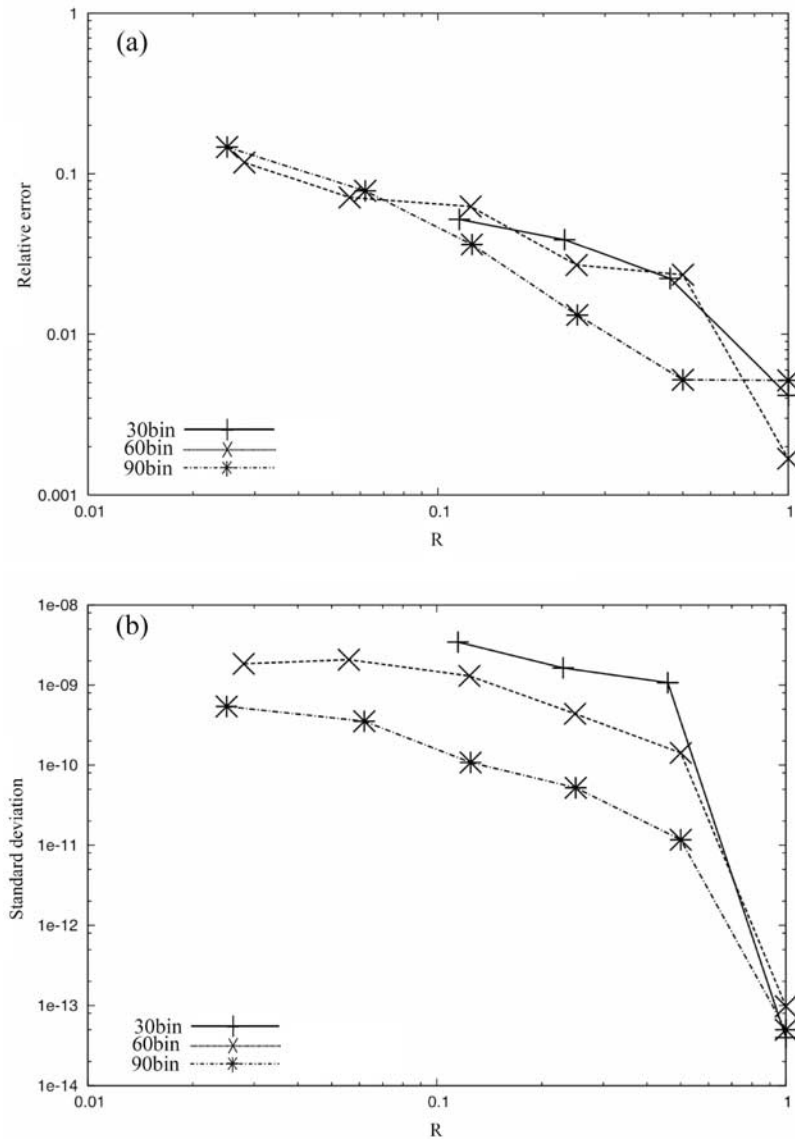 (a)
1
0.1
0.01
0.001
Relative error
30bin
60bin
90bin
0.01
0.1
1
R
(b)
1e-08
1e-09
1e-10
1e-11
1e-12
1e-13
1e-14
Standard deviation
30bin
60bin
90bin
0.01
0.1
1
R